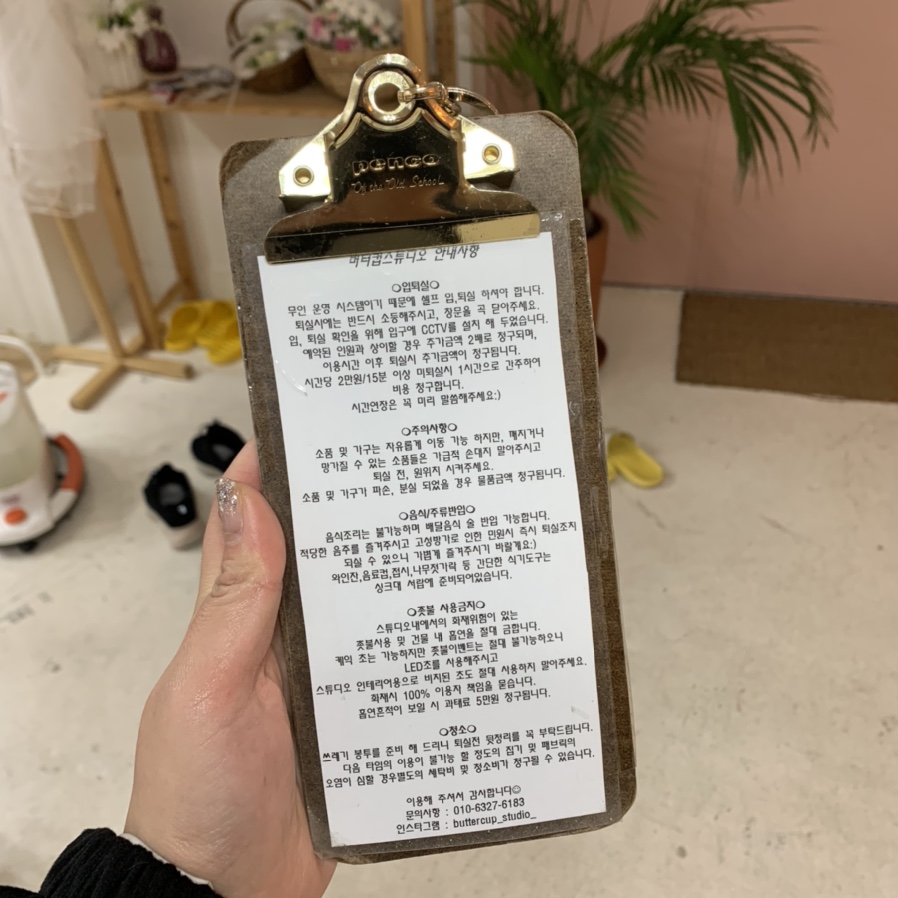 penco
Of the Old School
버터컵스튜디오 안내사항
❍입퇴실❍
무인 운영 시스템이기 때문에 셀프 입,퇴실 하셔야 합니다.
퇴실시에는 반드시 소등해주시고, 창문을 꼭 닫아주세요.
입, 퇴실 확인을 위해 입구에 CCTV를 설치 해 두었습니다.
예약된 인원과 상이할 경우 추가금액 2배로 청구되며,
이용시간 이후 퇴실시 추가금액이 청구됩니다.
시간당 2만원/15분 이상 미퇴실시 1시간으로 간주하여
비용 청구합니다.
시간연장은 꼭 미리 말씀해주세요:)
❍주의사항❍
소품 및 가구는 자유롭게 이동 가능 하지만, 깨지거나
망가질 수 있는 소품들은 가급적 손대지 말아주시고
퇴실 전, 원위치 시켜주세요.
소품 및 가구가 파손, 분실 되었을 경우 물품금액 청구됩니다.
❍음식/주류반입❍
음식조리는 불가능하며 배달음식 술 반입 가능합니다.
적당한 음주를 즐겨주시고 고성방가로 인한 민원시 즉시 퇴실조치
되실 수 있으니 가볍게 즐겨주시기 바랄게요:)
와인잔,음료컵,접시,나무젓가락 등 간단한 식기도구는
싱크대 서랍에 준비되어있습니다.
❍촛불 사용금지❍
스튜디오내에서의 화재위험이 있는
촛불사용 및 건물 내 흡연을 절대 금합니다.
케익 초는 가능하지만 촛불이벤트는 절대 불가능하오니
LED초를 사용해주시고
스튜디오 인테리어용으로 비치된 초도 절대 사용하지 말아주세요.
화재시 100% 이용자 책임을 묻습니다.
흡연흔적이 보일 시 과태료 5만원 청구됩니다.
❍청소❍
쓰레기 봉투를 준비 해 드리니 퇴실전 뒷정리를 꼭 부탁드립니다.
다음 타임의 이용이 불가능 할 정도의 집기 및 패브릭의
오염이 심할 경우별도의 세탁비 및 청소비가 청구될 수 있습니다.
이용해 주셔서 감사합니다☺
문의사항 : 010-6327-6183
인스타그램 : buttercup_studio_